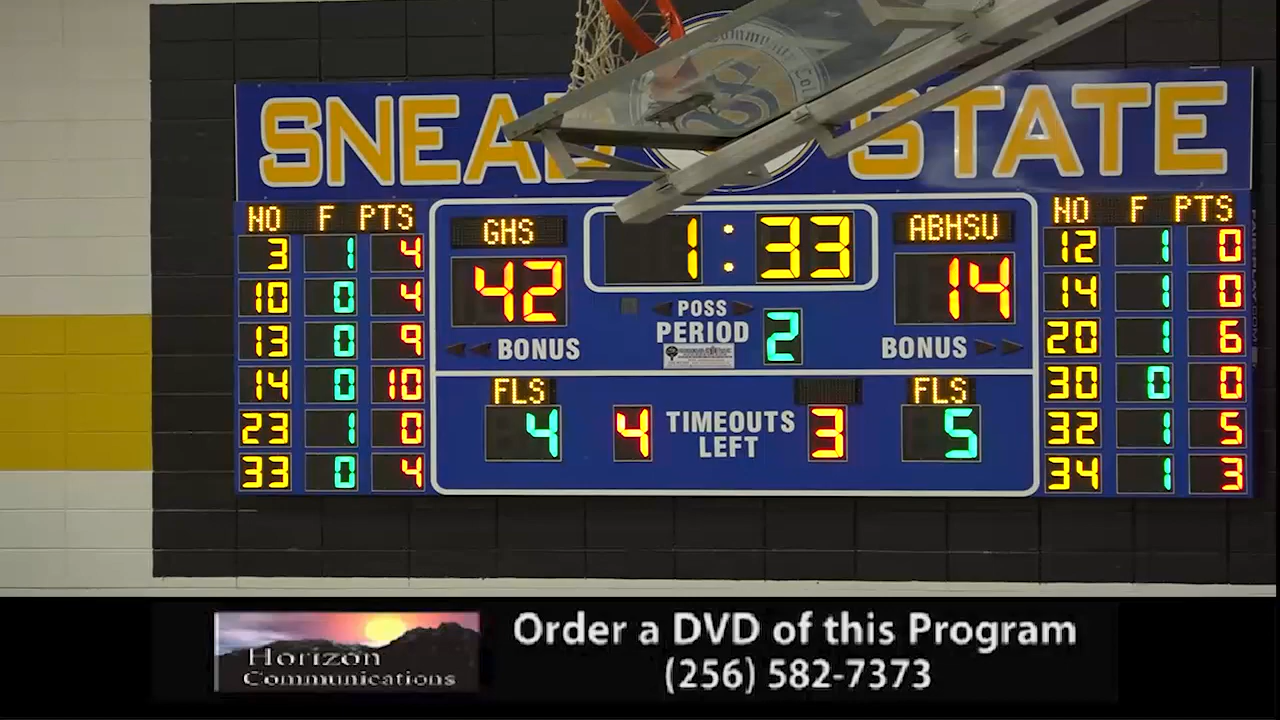 SNEAD STATE
NO F PTS
3 1 4
10 0 4
13 0 9
14 0 10
23 1 0
33 0 4
GHS
42
BONUS
1:33
POSS
PERIOD 2
ABHSU
14
BONUS
FLS
4
4 TIMEOUTS LEFT 3
FLS
5
NO F PTS
12 1 0
14 1 0
20 1 6
30 0 0
32 1 5
34 1 3
Horizon
Communications
Order a DVD of this Program
(256) 582-7373